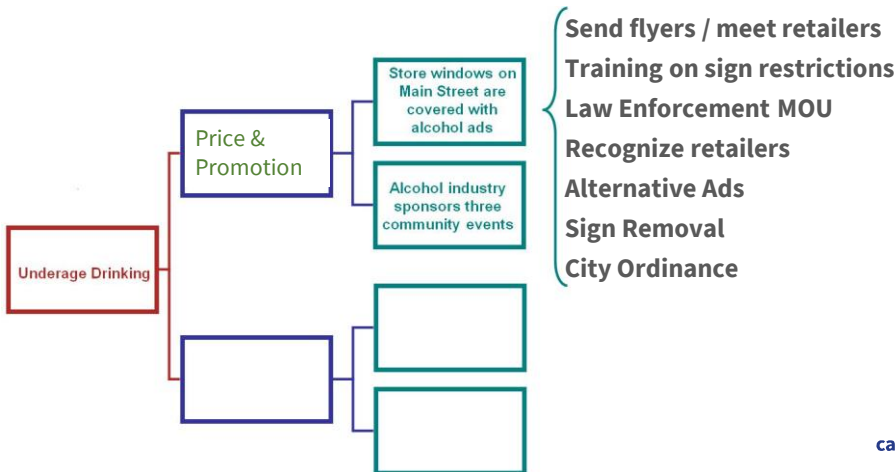 Send flyers / meet retailers
Training on sign restrictions
Law Enforcement MOU
Recognize retailers
Alternative Ads
Sign Removal
City Ordinance
Store windows on
Main Street are
covered with
alcohol ads
Price &
Promotion
Alcohol industry
sponsors three
community events
Underage Drinking
ca